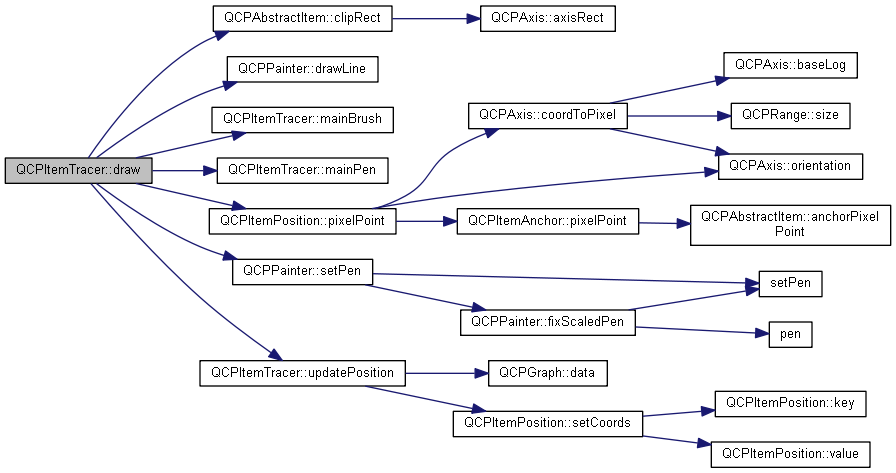 QCPAbstractItem::clipRect
QCPAxis::axisRect
QCPPainter::drawLine
QCPAxis::baseLog
QCPItemTracer::mainBrush
QCPAxis::coordToPixel
QCPRange::size
QCPItemTracer::draw
QCPItemTracer::mainPen
QCPAxis::orientation
QCPItemPosition::pixelPoint
QCPItemAnchor::pixelPoint
QCPAbstractItem::anchorPixel
Point
QCPPainter::setPen
setPen
QCPPainter::fixScaledPen
pen
QCPItemTracer::updatePosition
QCPGraph::data
QCPItemPosition::setCoords
QCPItemPosition::key
QCPItemPosition::value